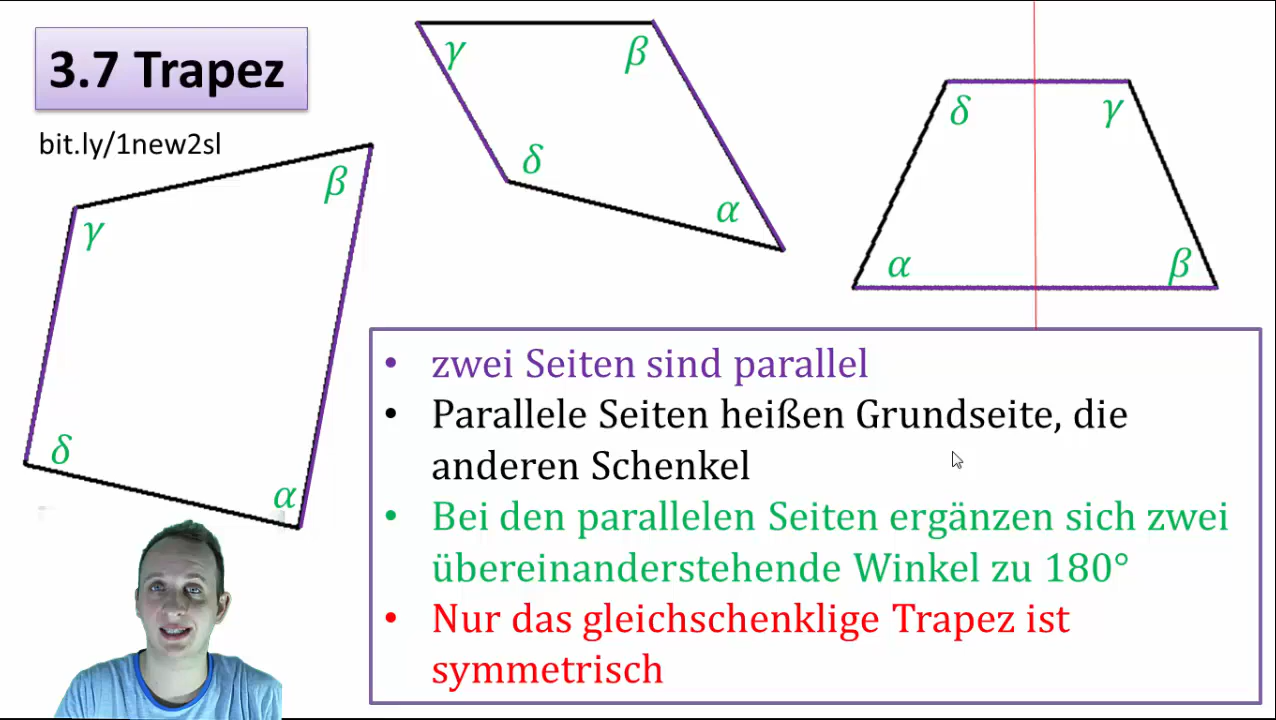 3.7 Trapez
bit.ly/1new2sl
γ
β
δ
α
γ
β
δ
α
δ
γ
α
β
• zwei Seiten sind parallel
• Parallele Seiten heißen Grundseite, die
anderen Schenkel
• Bei den parallelen Seiten ergänzen sich zwei
übereinanderstehende Winkel zu 180°
• Nur das gleichschenklige Trapez ist
symmetrisch